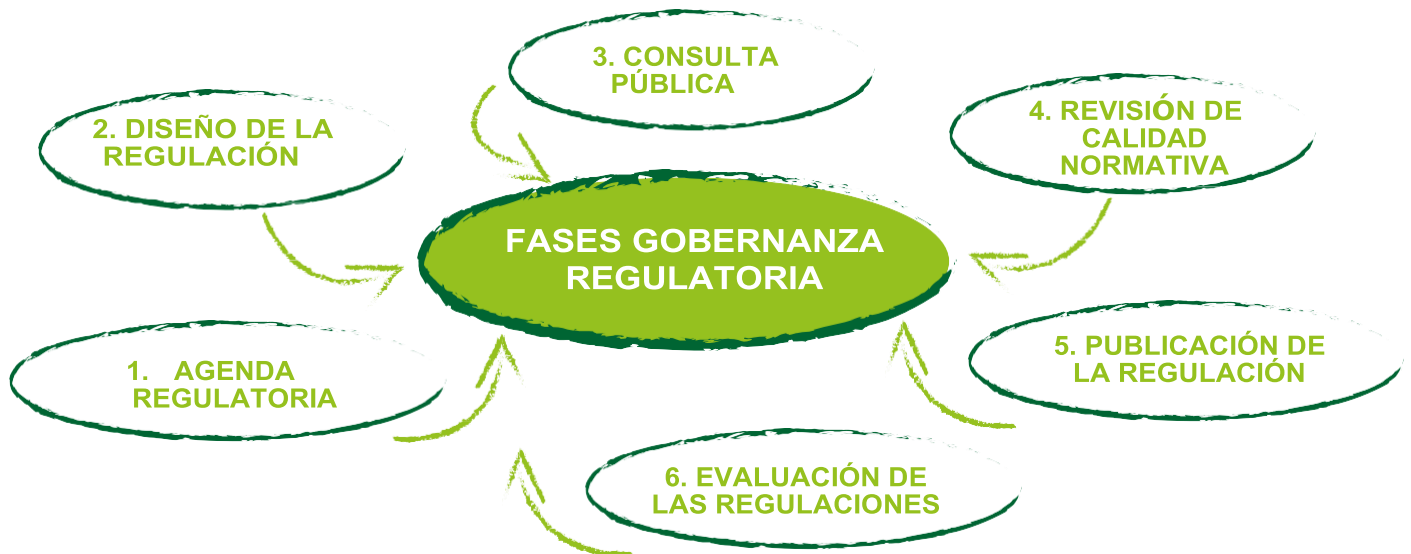 3. CONSULTA
PÚBLICA
2. DISEÑO DE LA
REGULACIÓN
4. REVISIÓN DE
CALIDAD
NORMATIVA
FASES GOBERNANZA
REGULATORIA
1. AGENDA
REGULATORIA
5. PUBLICACIÓN DE
LA REGULACIÓN
6. EVALUACIÓN DE
LAS REGULACIONES